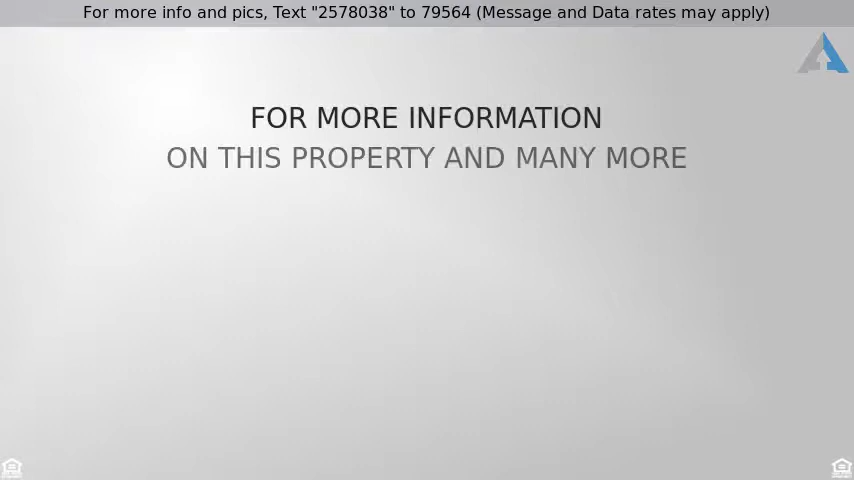 For more info and pics, Text "2578038" to 79564 (Message and Data rates may apply)
FOR MORE INFORMATION
ON THIS PROPERTY AND MANY MORE